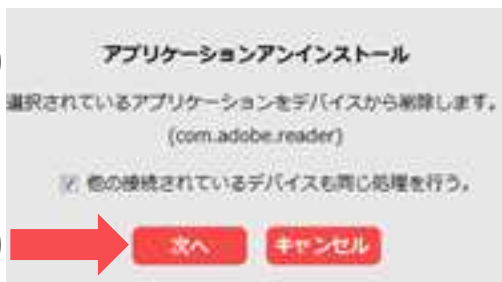 アプリケーションアンインストール
選択されているアプリケーションをデバイスから削除します。
(com.adobe.reader)
他の接続されているデバイスも同じ処理を行う。
次へ キャンセル